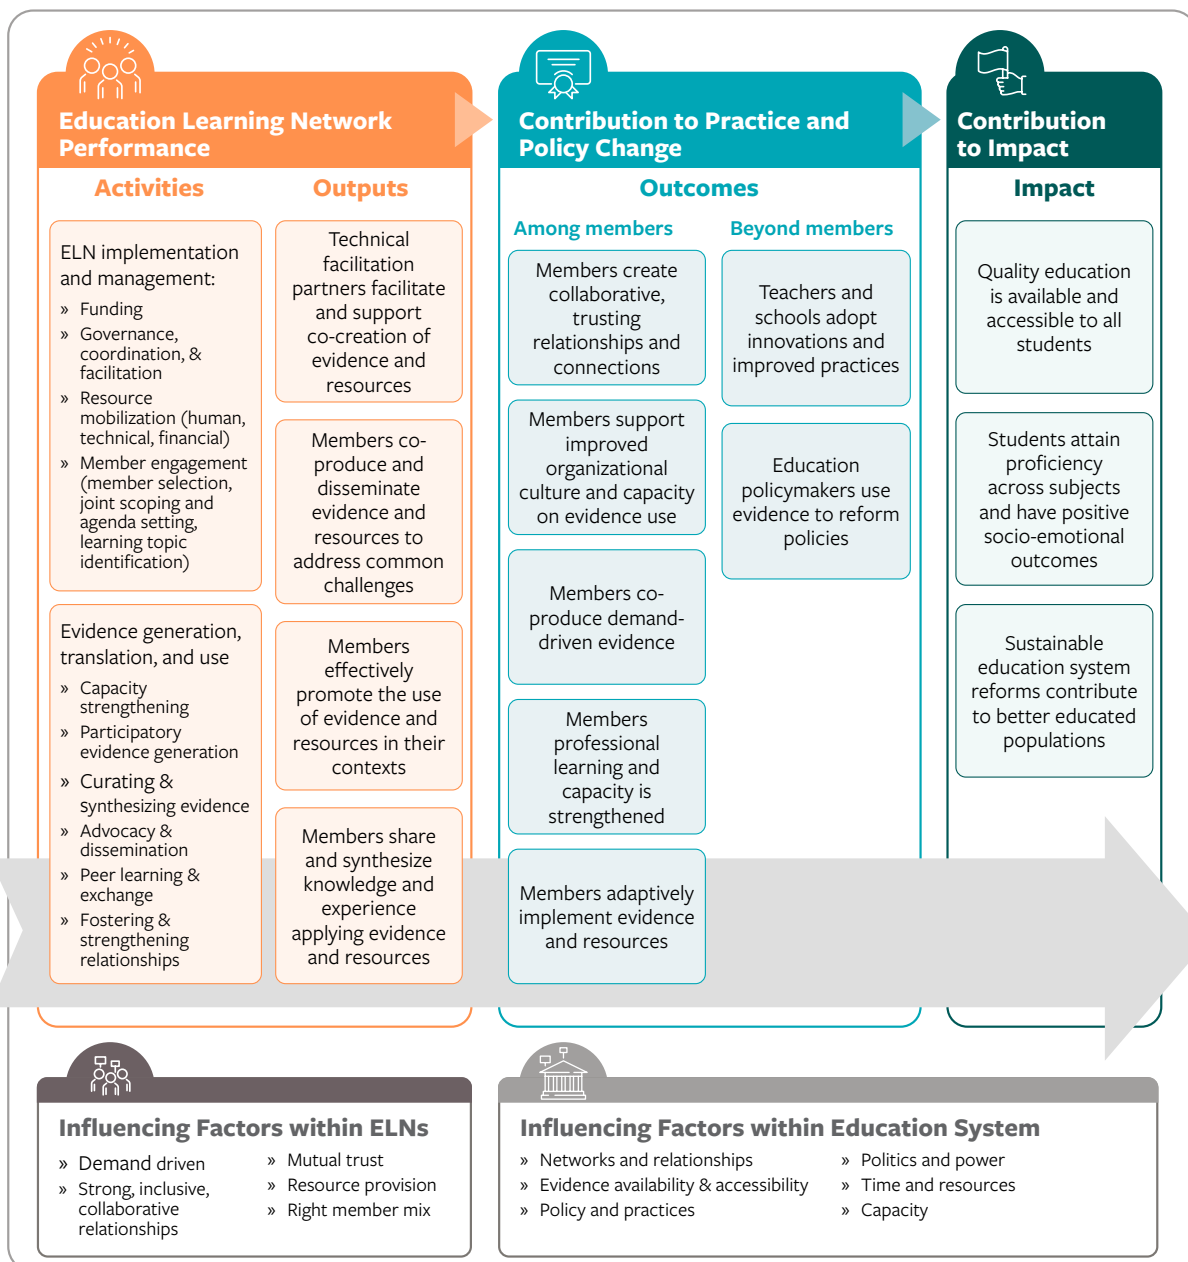 Education Learning Network
Performance
Activities
ELN implementation
and management:
» Funding
» Governance,
coordination, &
facilitation
» Resource
mobilization (human,
technical, financial)
» Member engagement
(member selection,
joint scoping and
agenda setting,
learning topic
identification)
Evidence generation,
translation, and use
» Capacity
strengthening
» Participatory
evidence generation
» Curating &
synthesizing evidence
» Advocacy &
dissemination
» Peer learning &
exchange
» Fostering &
strengthening
relationships
Outputs
Technical
facilitation
partners facilitate
and support
co-creation of
evidence and
resources
Members co-
produce and
disseminate
evidence and
resources to
address common
challenges
Members
effectively
promote the use
of evidence and
resources in their
contexts
Members share
and synthesize
knowledge and
experience
applying evidence
and resources
Contribution to Practice and
Policy Change
Outcomes
Among members
Members create
collaborative,
trusting
relationships and
connections
Members support
improved
organizational
culture and capacity
on evidence use
Members co-
produce demand-
driven evidence
Members
professional
learning and
capacity is
strengthened
Members adaptively
implement evidence
and resources
Beyond members
Teachers and
schools adopt
innovations and
improved practices
Education
policymakers use
evidence to reform
policies
Contribution
to Impact
Impact
Quality education
is available and
accessible to all
students
Students attain
proficiency
across subjects
and have positive
socio-emotional
outcomes
Sustainable
education system
reforms contribute
to better educated
populations
Influencing Factors within ELNs
» Demand driven
» Strong, inclusive,
collaborative
relationships
» Mutual trust
» Resource provision
» Right member mix
Influencing Factors within Education System
» Networks and relationships
» Evidence availability & accessibility
» Policy and practices
» Politics and power
» Time and resources
» Capacity